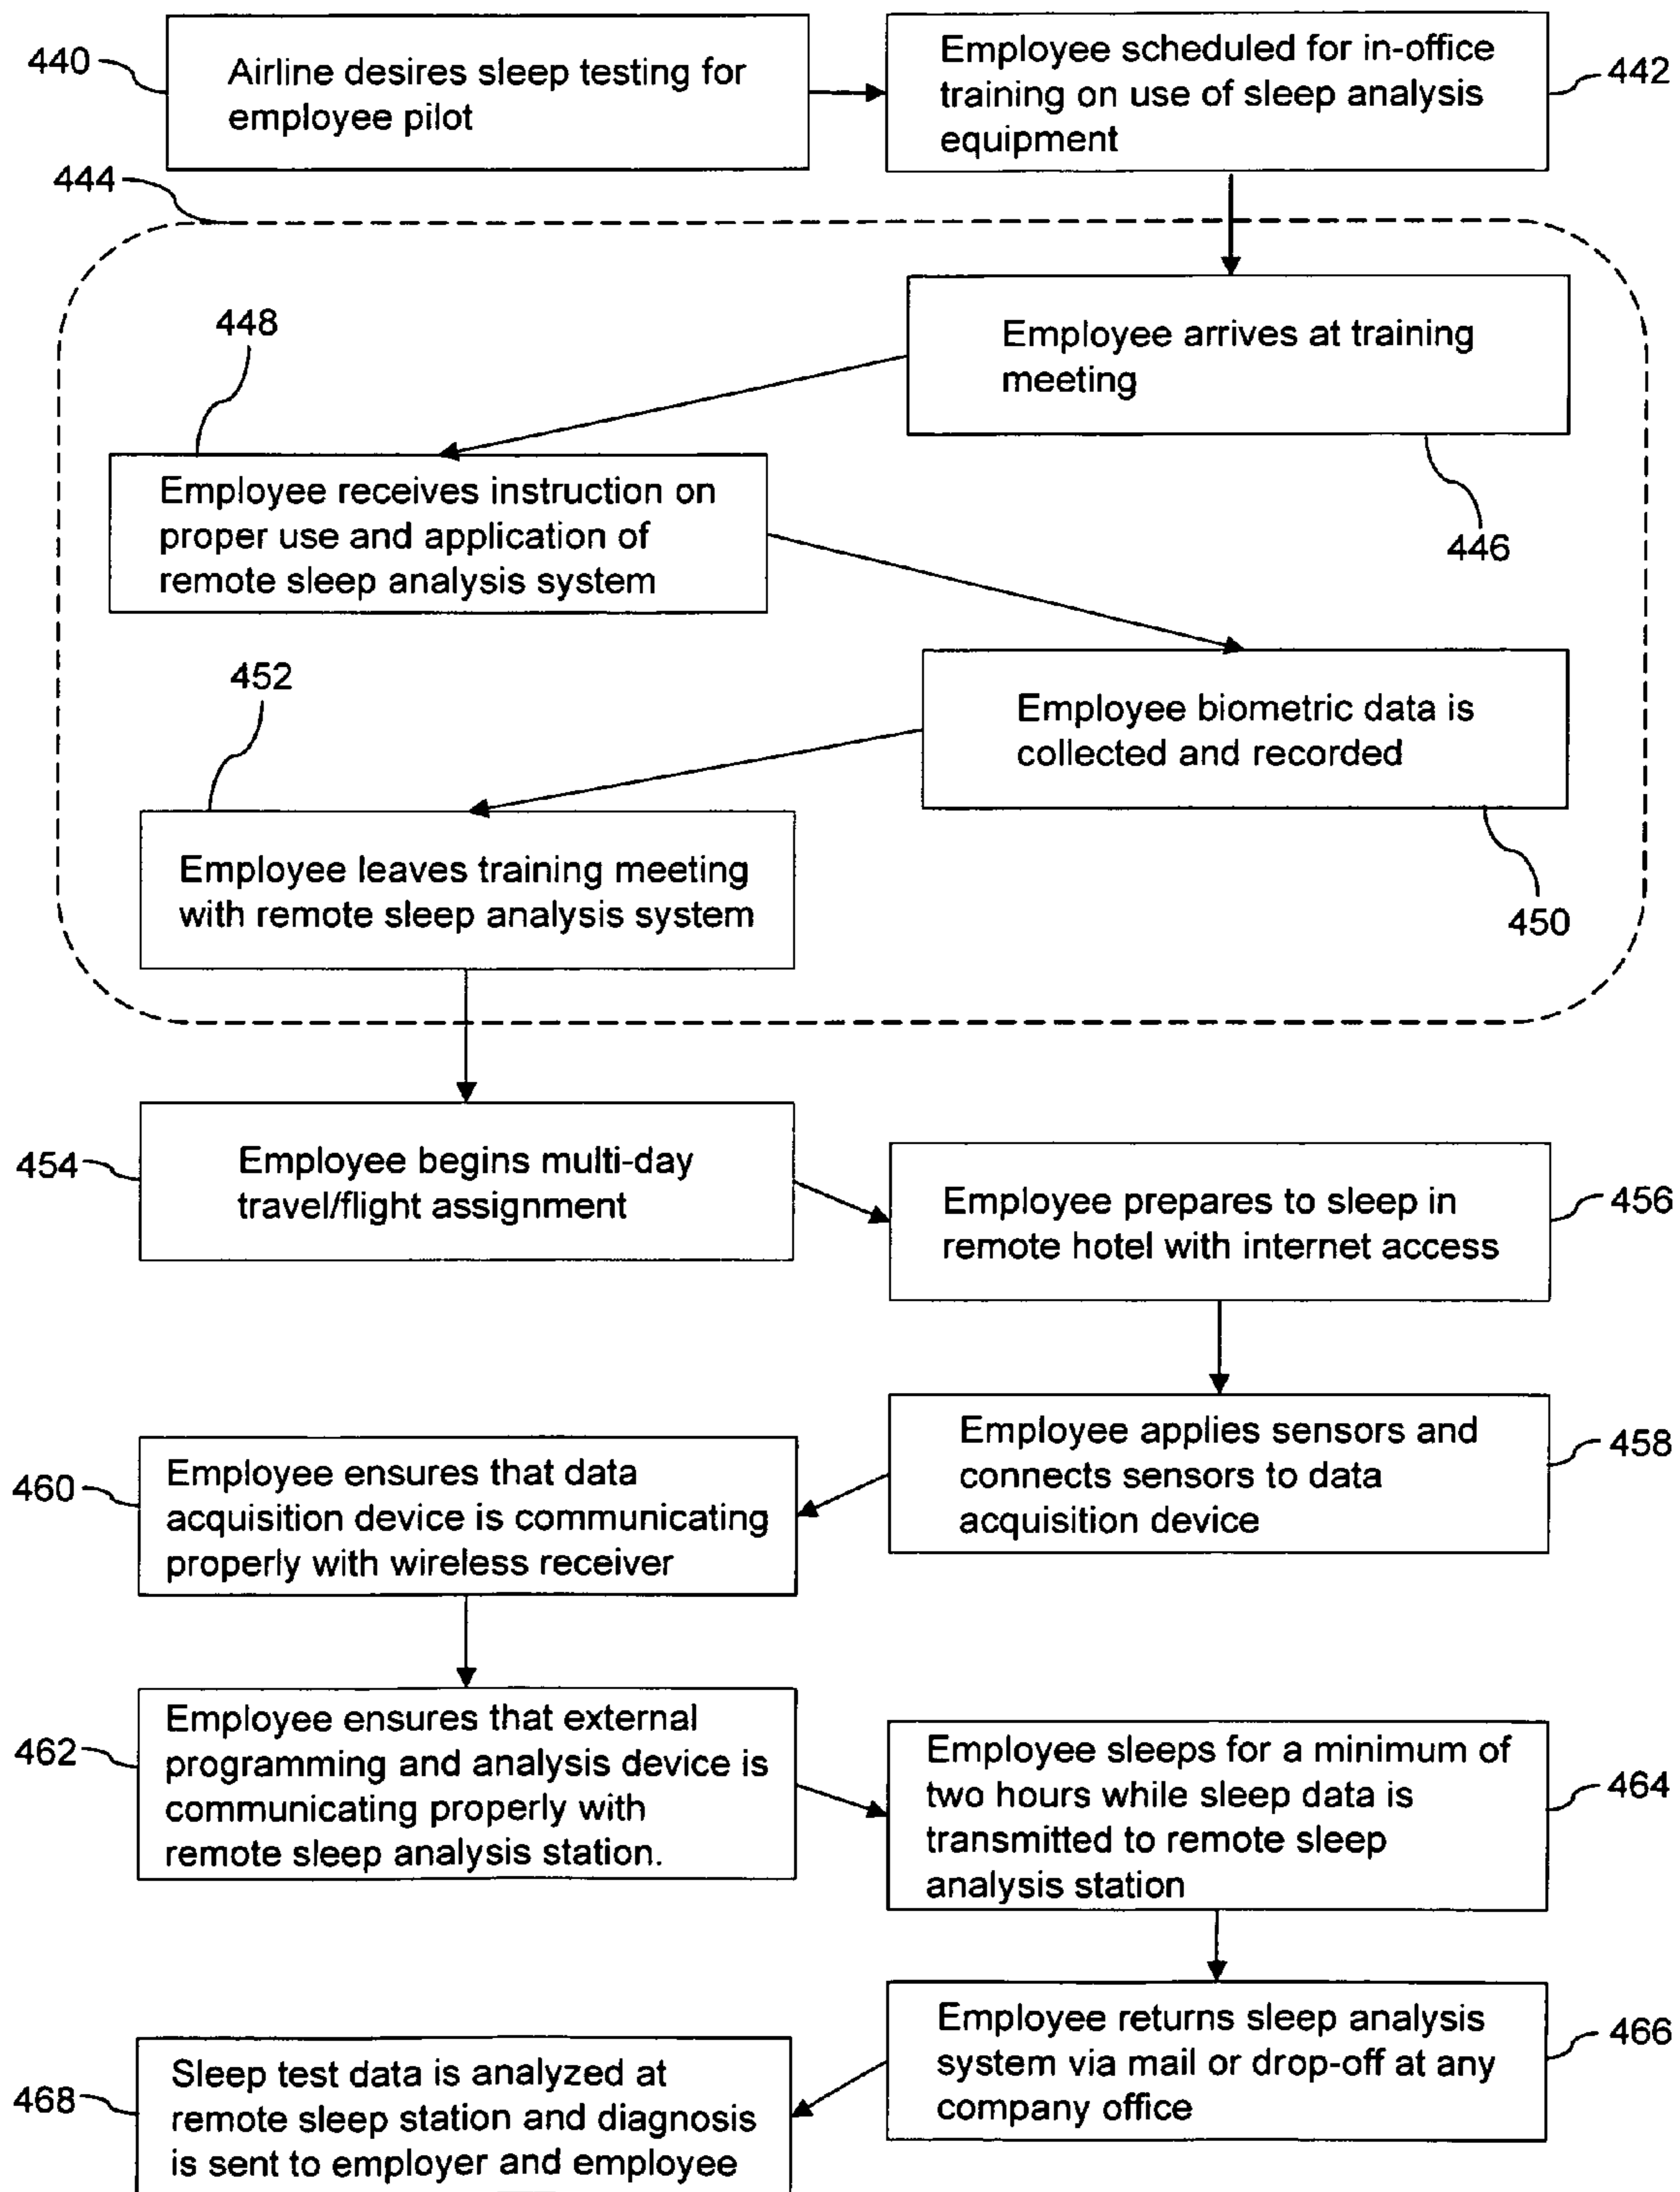 440
Airline desires sleep testing for
employee pilot
Employee scheduled for in-office
training on use of sleep analysis
equipment
442
444
Employee arrives at training
meeting
446
448
Employee receives instruction on
proper use and application of
remote sleep analysis system
Employee biometric data is
collected and recorded
450
452
Employee leaves training meeting
with remote sleep analysis system
454
Employee begins multi-day
travel/flight assignment
Employee prepares to sleep in
remote hotel with internet access
456
Employee applies sensors and
connects sensors to data
acquisition device
458
460
Employee ensures that data
acquisition device is communicating
properly with wireless receiver
462
Employee ensures that external
programming and analysis device is
communicating properly with
remote sleep analysis station.
Employee sleeps for a minimum of
two hours while sleep data is
transmitted to remote sleep
analysis station
464
Employee returns sleep analysis
system via mail or drop-off at any
company office
466
468
Sleep test data is analyzed at
remote sleep station and diagnosis
is sent to employer and employee